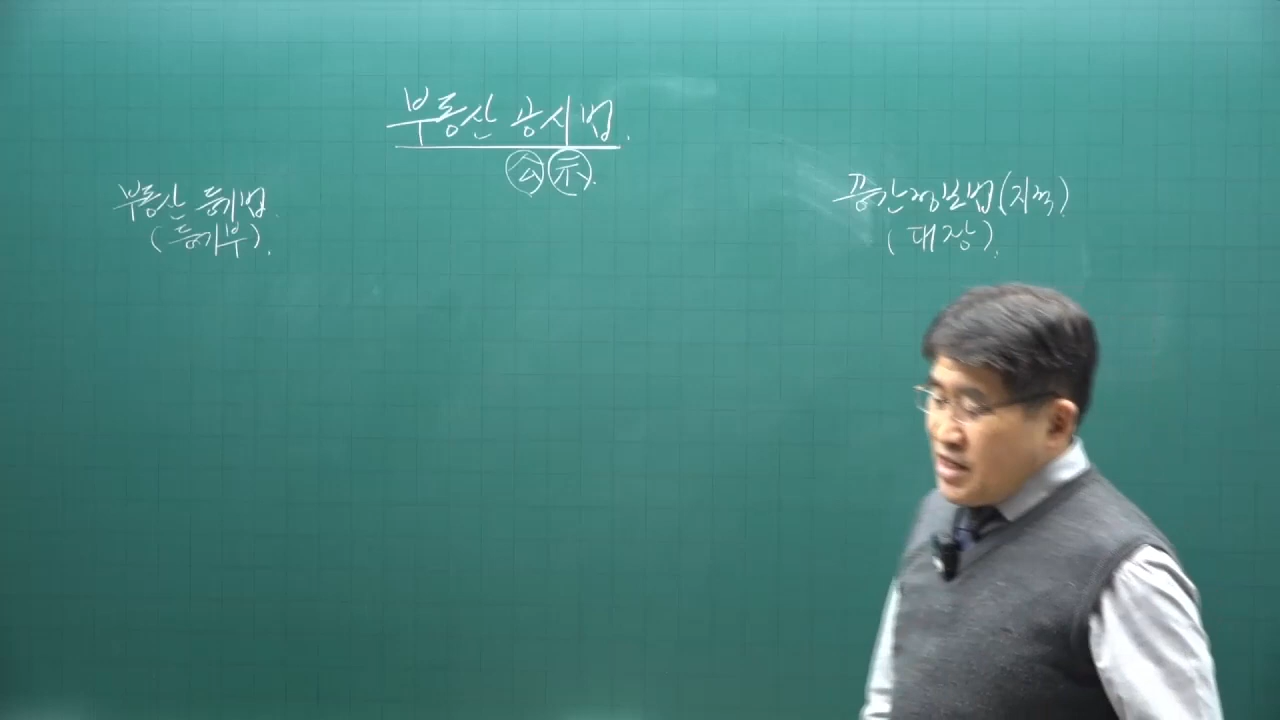 부동산 공시법.
公示.
부동산 등기법.
(등기부).
공간정보법(지적)
(대장).